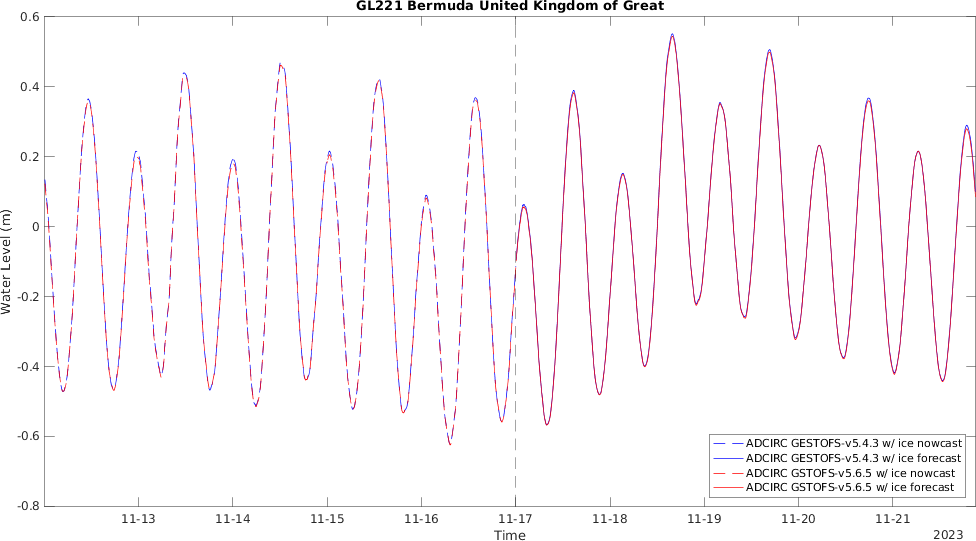 GL221 Bermuda United Kingdom of Great
0.6
0.4
0.2
0
-0.2
-0.4
-0.6
-0.8
Water Level (m)
ADCIRC GESTOFS-v5.4.3 w/ ice nowcast
ADCIRC GESTOFS-v5.4.3 w/ ice forecast
ADCIRC GSTOFS-v5.6.5 w/ ice nowcast
ADCIRC GSTOFS-v5.6.5 w/ ice forecast
11-13 11-14 11-15 11-16 11-17 11-18 11-19 11-20 11-21
Time
2023